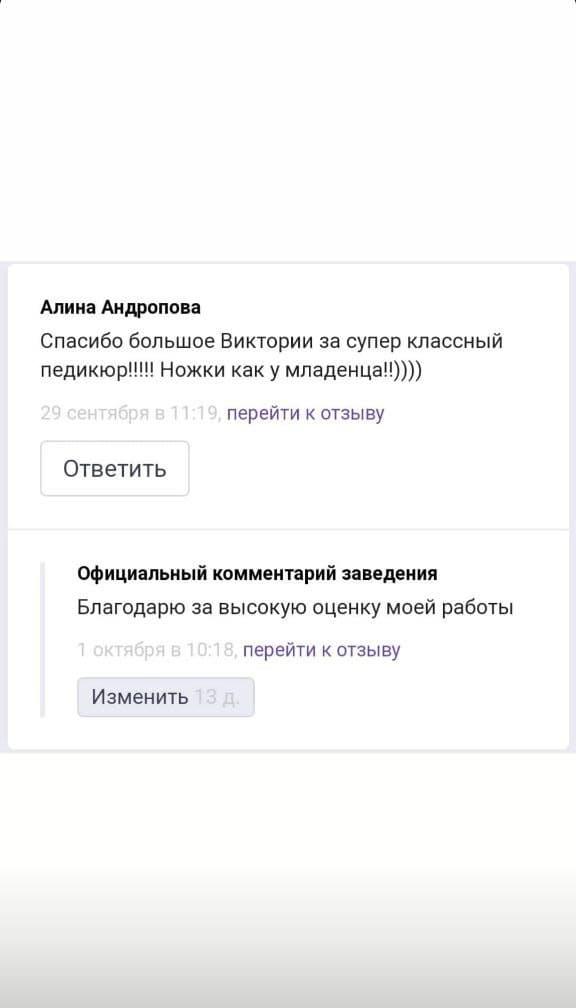 Алина Андропова
Спасибо большое Виктории за супер классный
педикюр!!!!! Ножки как у младенца!!))))
29 сентября в 11:19, перейти к отзыву
Ответить
Официальный комментарий заведения
Благодарю за высокую оценку моей работы
1 октября в 10:18, перейти к отзыву
Изменить 13 д.